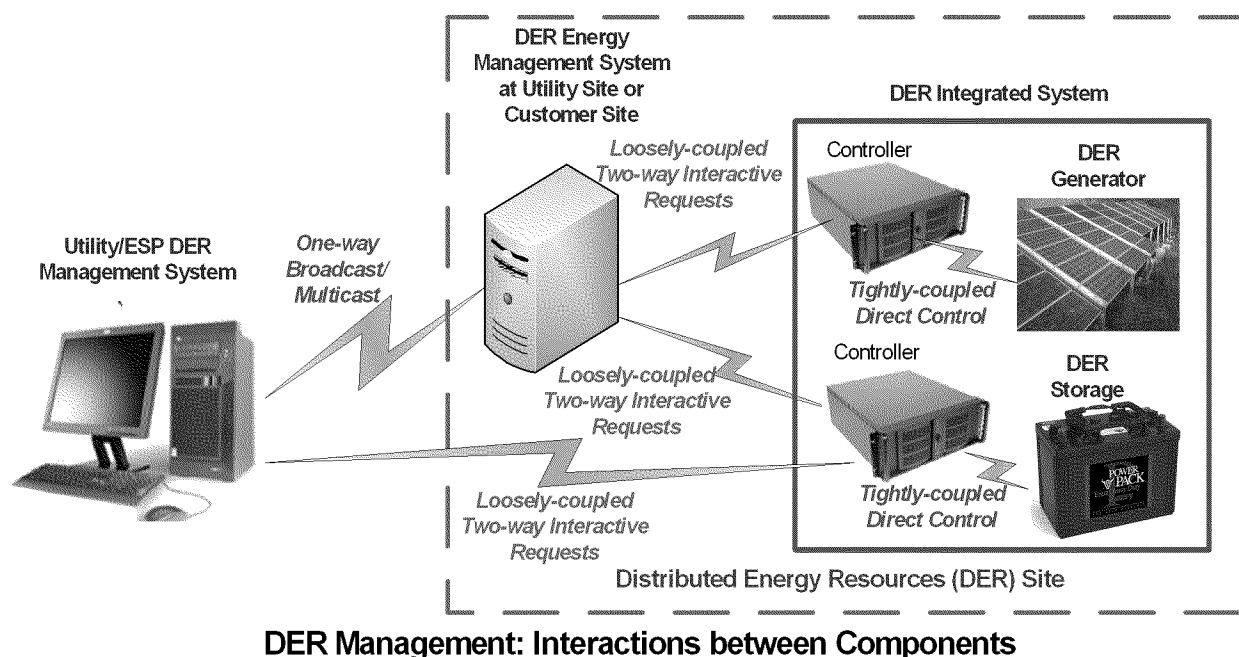 DER Energy
Management System
at Utility Site or
Customer Site
DER Integrated System
Loosely-coupled
Two-way Interactive
Requests
Controller
DER
Generator
Utility/ESP DER
Management System
One-way
Broadcast/
Multicast
Tightly-coupled
Direct Control
Controller
DER
Storage
Loosely-coupled
Two-way Interactive
Requests
POWER
PACK
Tightly-coupled
Direct Control
Loosely-coupled
Two-way Interactive
Requests
Distributed Energy Resources (DER) Site
DER Management: Interactions between Components